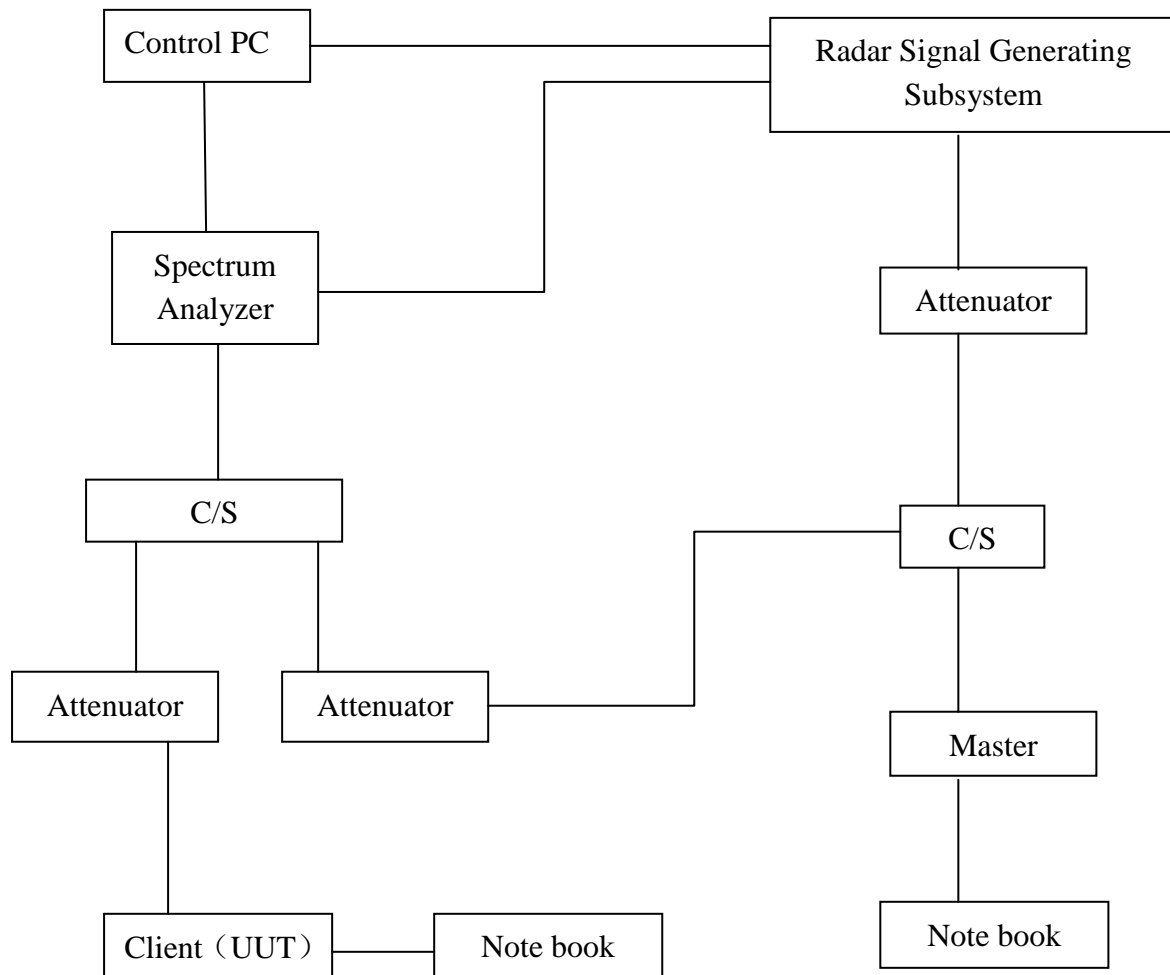 Control PC
Radar Signal Generating
Subsystem
Spectrum
Analyzer
Attenuator
C/S
C/S
Attenuator
Attenuator
Master
Client（UUT）
Note book
Note book